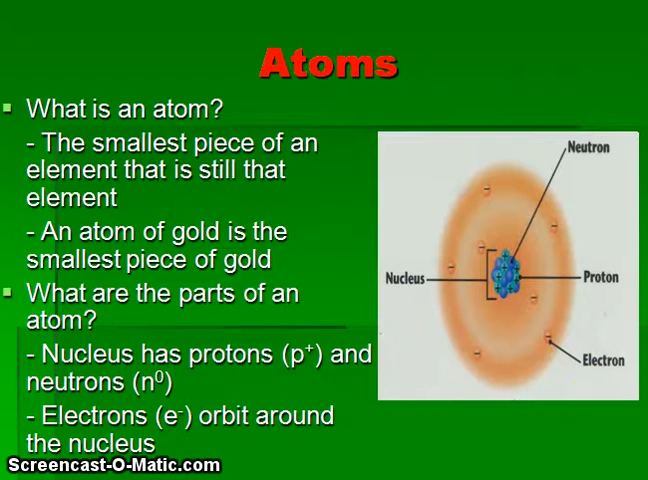 Atoms
▪ What is an atom?
- The smallest piece of an
element that is still that
element
- An atom of gold is the
smallest piece of gold
▪ What are the parts of an
atom?
- Nucleus has protons (p⁺) and
neutrons (n⁰)
- Electrons (e⁻) orbit around
the nucleus
Neutron
Nucleus
Proton
Electron
Screencast-O-Matic.com